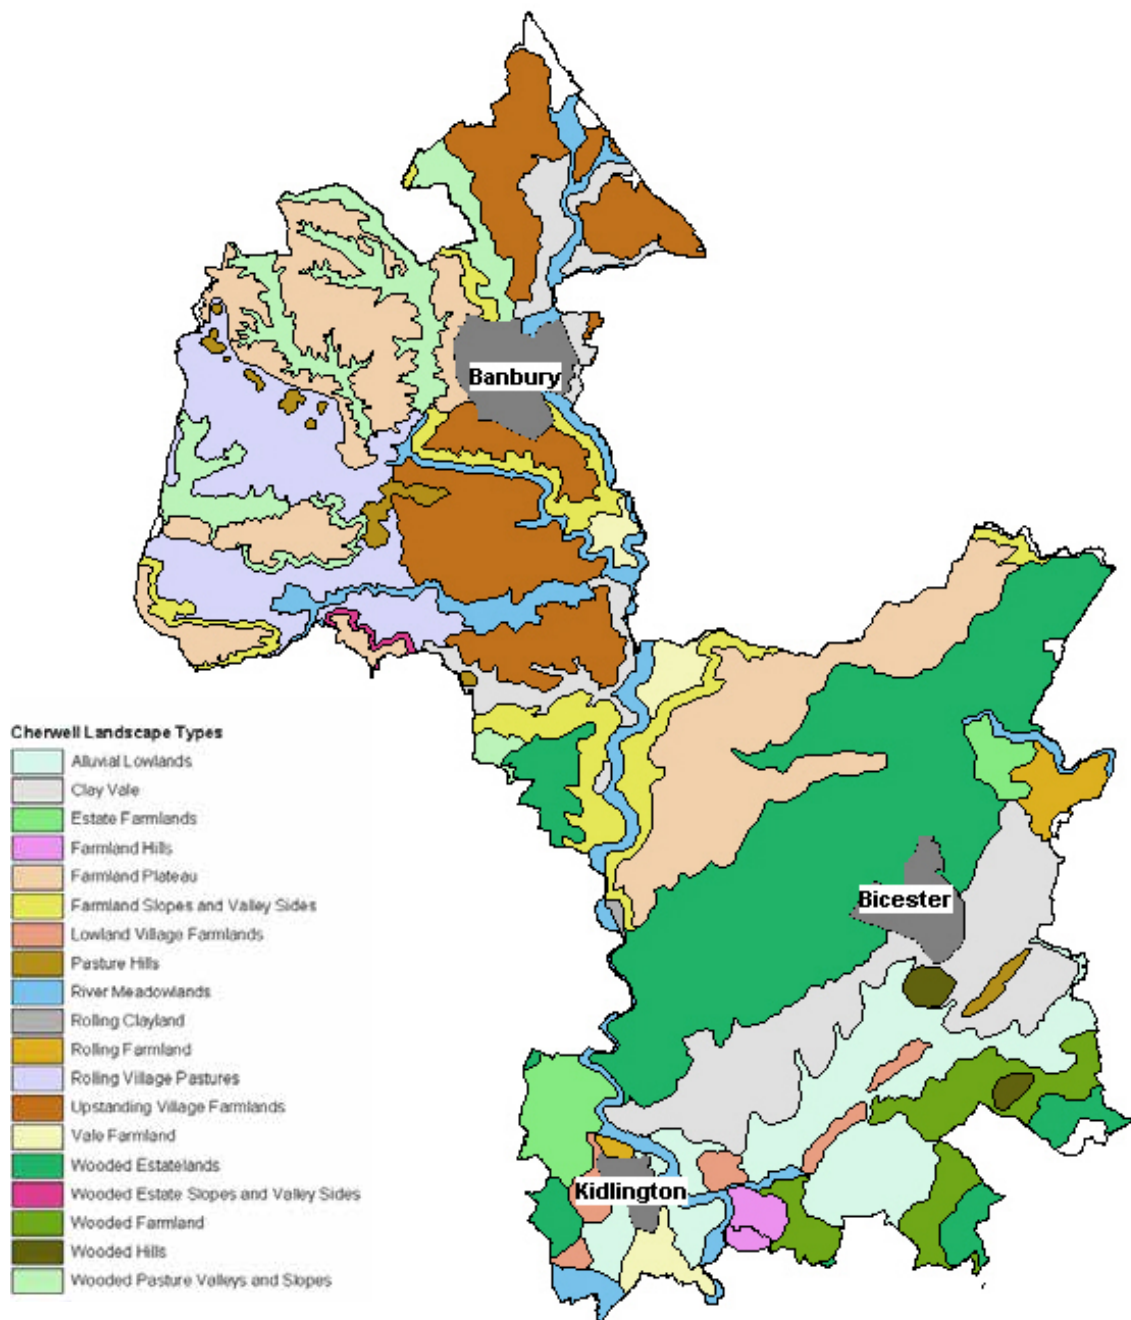 Banbury
Cherwell Landscape Types
Alluvial Lowlands
Clay Vale
Estate Farmlands
Farmland Hills
Farmland Plateau
Farmland Slopes and Valley Sides
Lowland Village Farmlands
Pasture Hills
River Meadowlands
Rolling Clayland
Rolling Farmland
Rolling Village Pastures
Upstanding Village Farmlands
Vale Farmland
Wooded Estatelands
Wooded Estate Slopes and Valley Sides
Wooded Farmland
Wooded Hills
Wooded Pasture Valleys and Slopes
Bicester
Kidlington